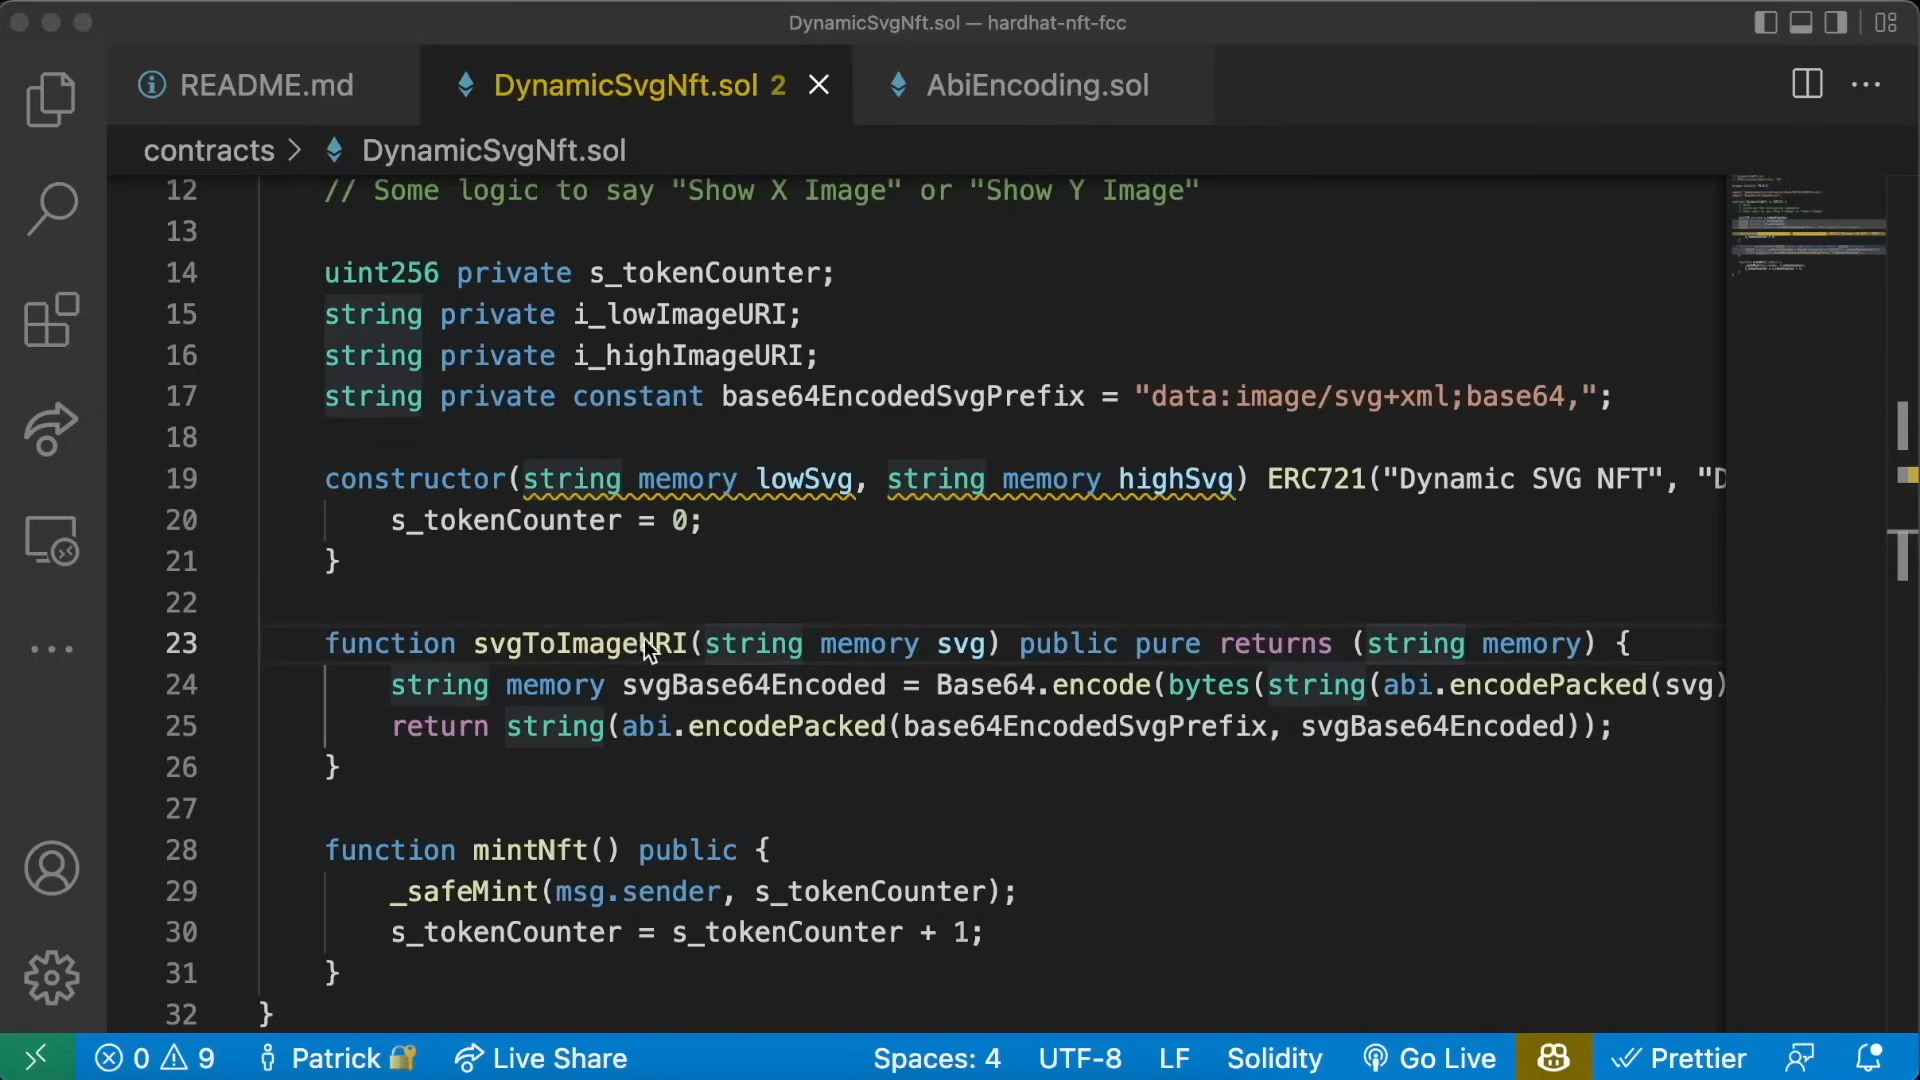 DynamicSvgNft.sol — hardhat-nft-fcc
README.md
DynamicSvgNft.sol 2
AbiEncoding.sol
contracts > DynamicSvgNft.sol
12 // Some logic to say "Show X Image" or "Show Y Image"
13
14 uint256 private s_tokenCounter;
15 string private i_lowImageURI;
16 string private i_highImageURI;
17 string private constant base64EncodedSvgPrefix = "data:image/svg+xml;base64,";
18
19 constructor(string memory lowSvg, string memory highSvg) ERC721("Dynamic SVG NFT", "D
20 s_tokenCounter = 0;
21 }
22
23 function svgToImageURI(string memory svg) public pure returns (string memory) {
24 string memory svgBase64Encoded = Base64.encode(bytes(string(abi.encodePacked(svg)
25 return string(abi.encodePacked(base64EncodedSvgPrefix, svgBase64Encoded));
26 }
27
28 function mintNft() public {
29 _safeMint(msg.sender, s_tokenCounter);
30 s_tokenCounter = s_tokenCounter + 1;
31 }
32 }
0 9 Patrick Live Share Spaces: 4 UTF-8 LF Solidity Go Live Prettier